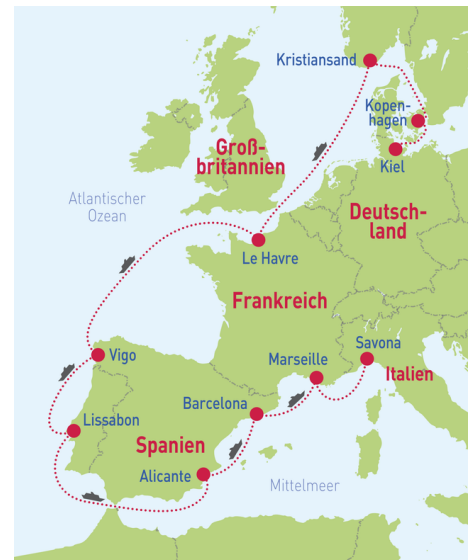 Kristiansand
Kopen-
hagen
Kiel
Groß-
britannien
Atlantischer
Ozean
Deutsch-
land
Le Havre
Frankreich
Vigo
Marseille
Savona
Italien
Barcelona
Lissabon
Spanien
Alicante
Mittelmeer